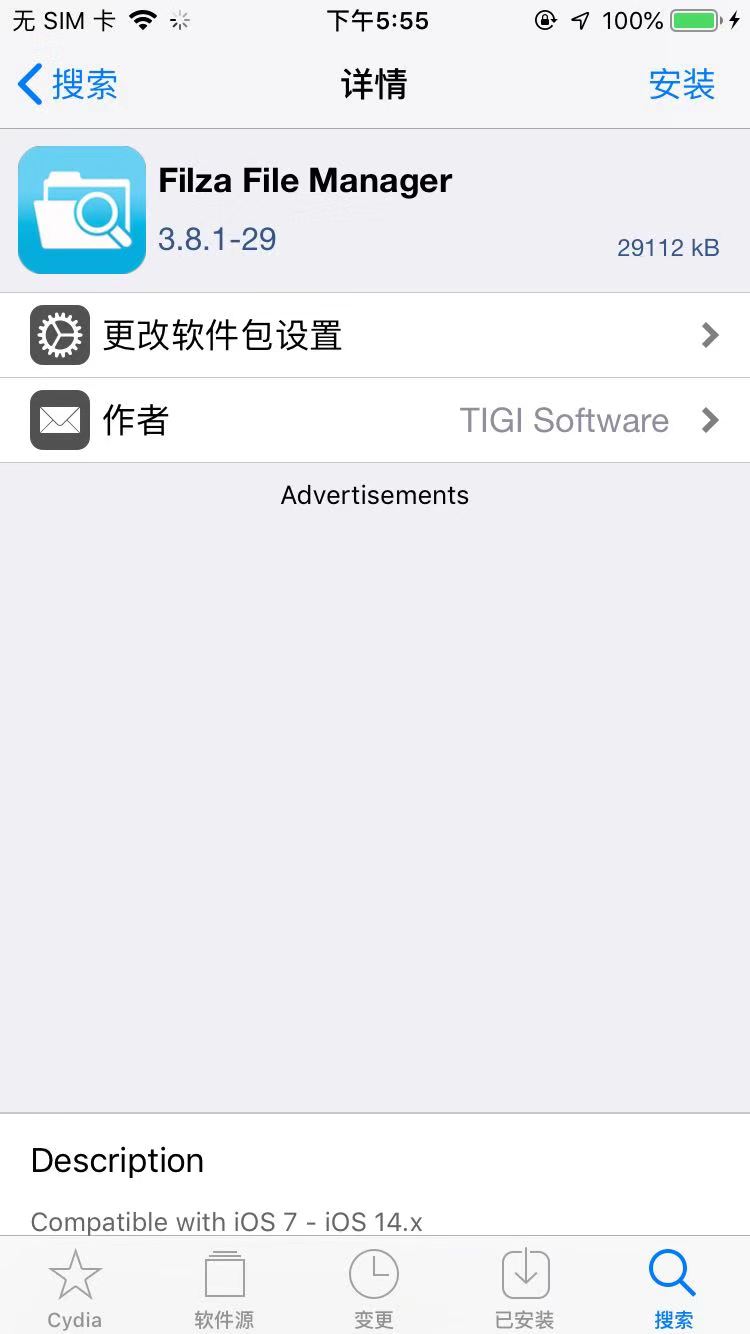 无 SIM 卡 下午5:55 100%
搜索 详情 安装
Filza File Manager
3.8.1-29
29112 kB
更改软件包设置
作者 TIGI Software
Advertisements
Description
Compatible with iOS 7 - iOS 14.x
Cydia 软件源 变更 已安装 搜索